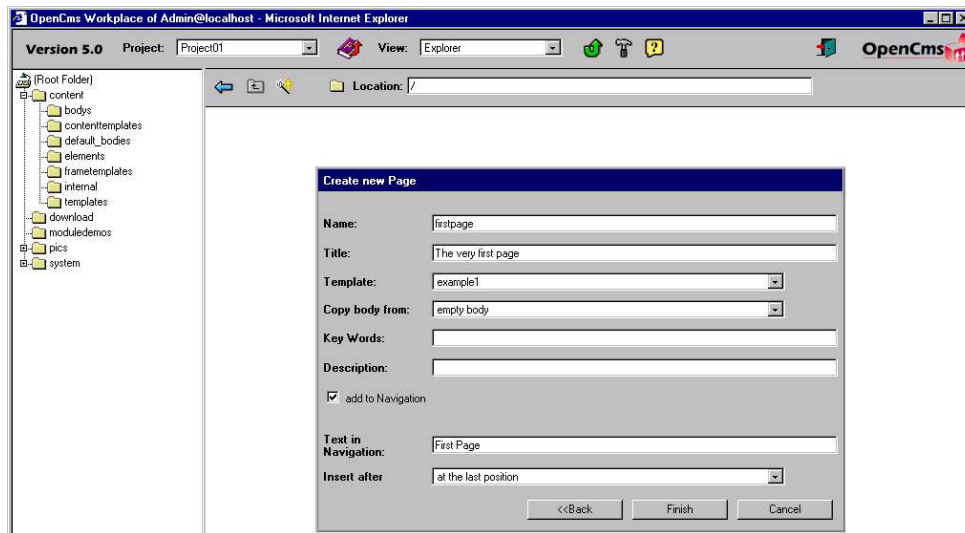 OpenCms Workplace of Admin@localhost - Microsoft Internet Explorer
Version 5.0 Project: Project01 View: Explorer OpenCms
(Root Folder)
content
bodys
contenttemplates
default_bodies
elements
frametemplates
internal
templates
download
moduledemos
pics
system
Location: /
Create new Page
Name: firstpage
Title: The very first page
Template: example1
Copy body from: empty body
Key Words:
Description:
add to Navigation
Text in
Navigation: First Page
Insert after at the last position
<<Back Finish Cancel